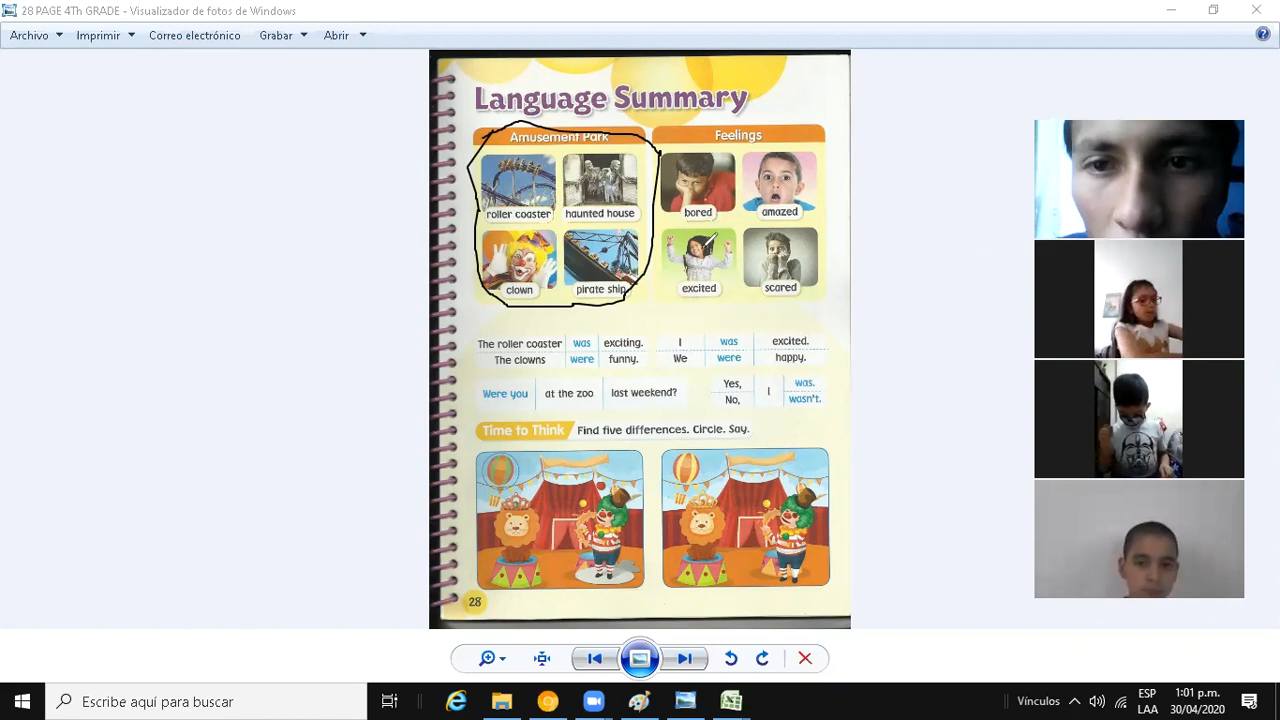 28 PAGE 4Th GRADE - Visualizador de fotos de Windows
Archivo Imprimir Correo electrónico Grabar Abrir
Language Summary
Amusement Park Feelings
roller coaster haunted house bored amazed
clown pirate ship excited scared
The roller coaster was exciting. I was excited.
The clowns were funny. We were happy.
Were you at the zoo last weekend? Yes, I was.
No, wasn't.
Time to Think Find five differences. Circle. Say.
28
Escribe aquí para buscar
Vínculos ESP 1:01 p.m.
LAA 30/04/2020